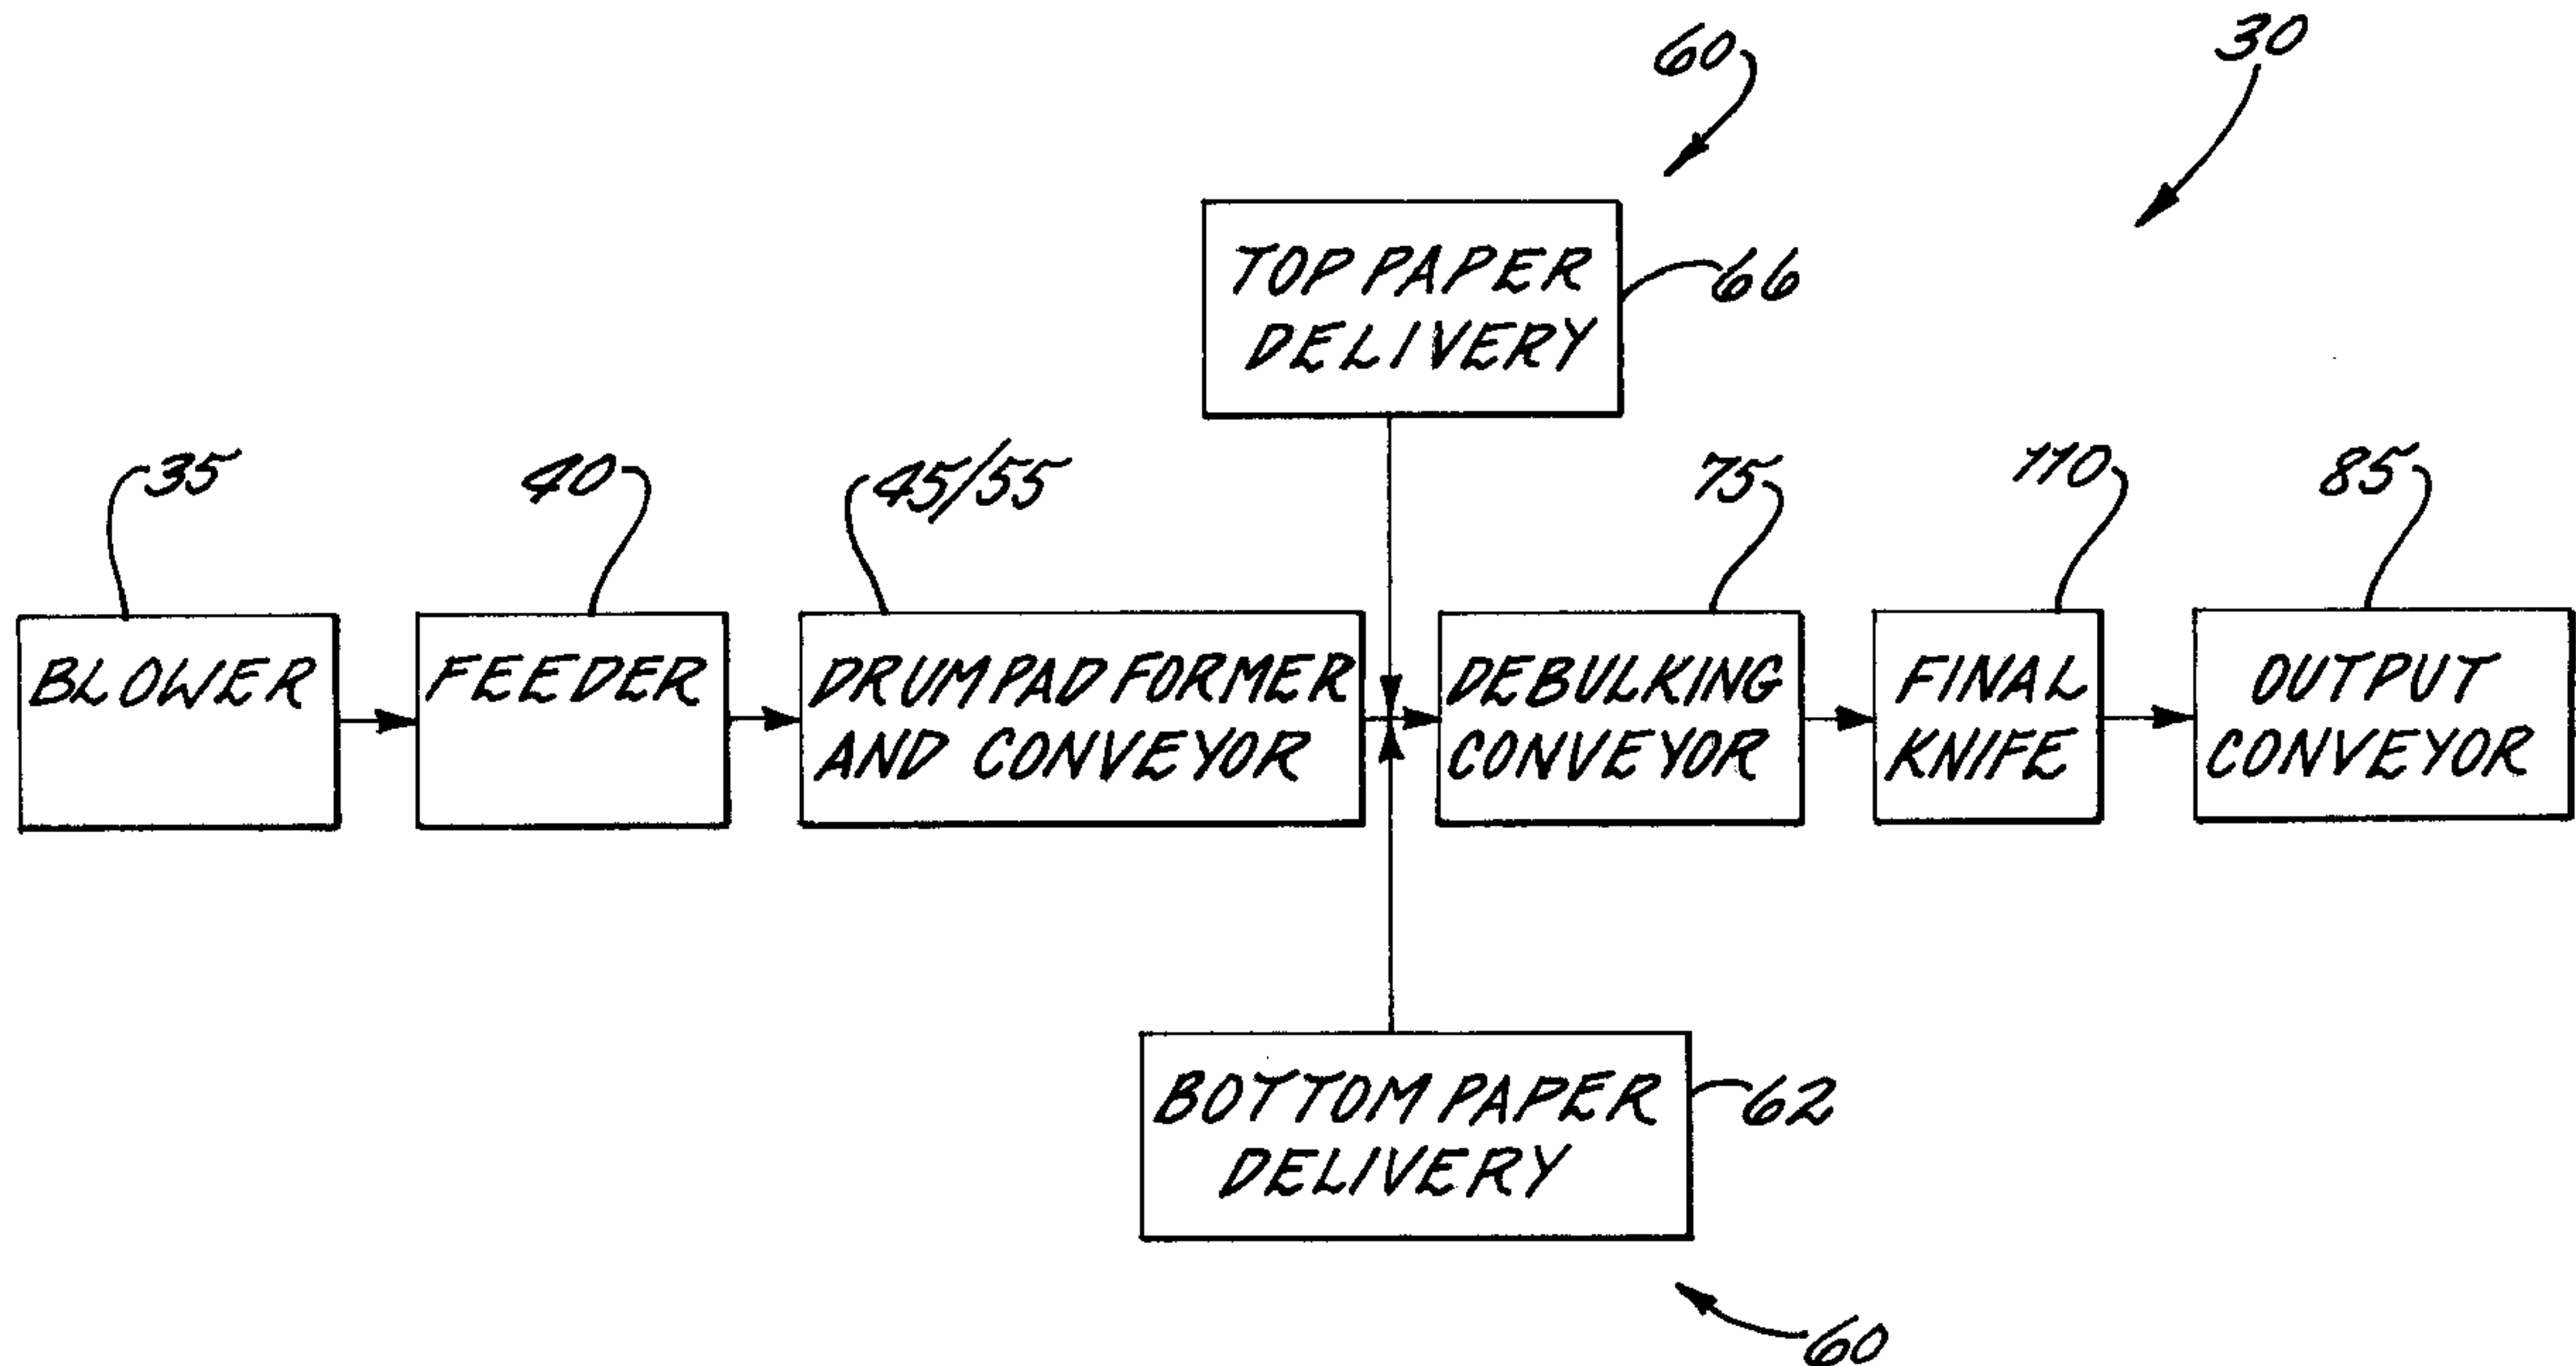 60
30
TOP PAPER
DELIVERY
66
35
40
45/55
75
110
85
BLOWER
FEEDER
DRUM PAD FORMER
AND CONVEYOR
DEBULKING
CONVEYOR
FINAL
KNIFE
OUTPUT
CONVEYOR
BOTTOM PAPER
DELIVERY
62
60